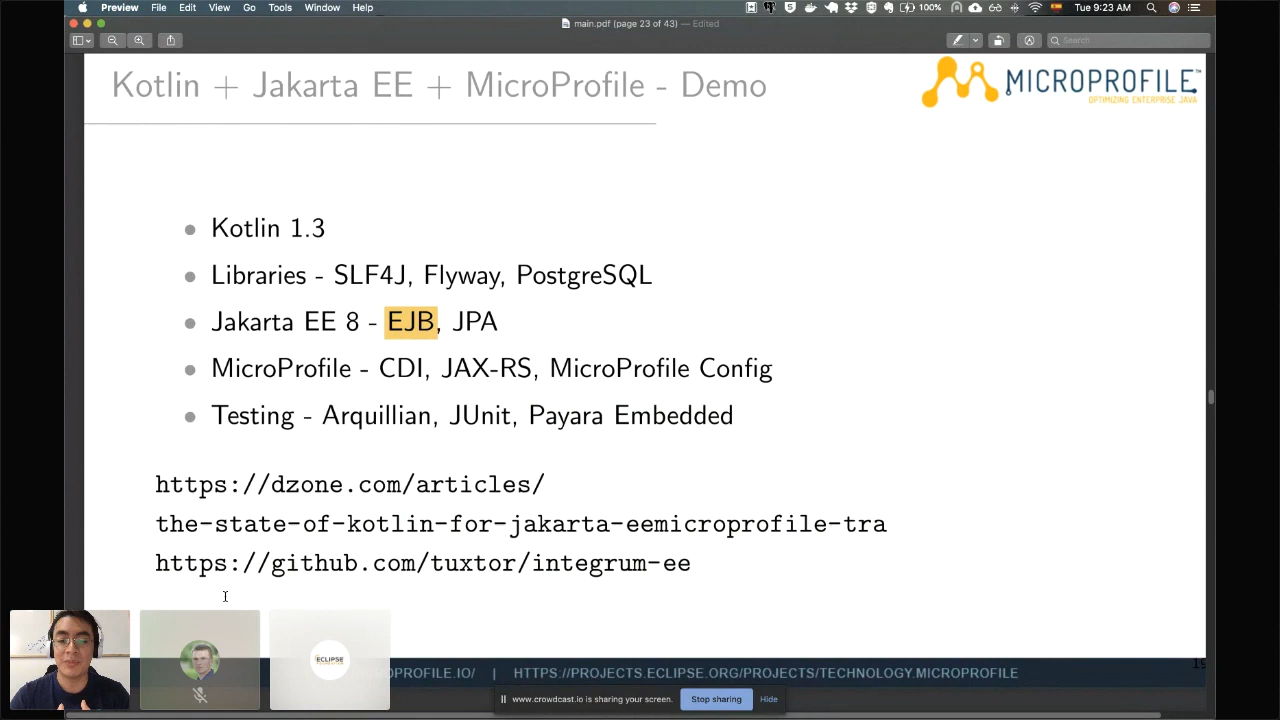 Preview File Edit View Go Tools Window Help 100% Tue 9:23 AM
main.pdf (page 23 of 43) — Edited
Search
Kotlin + Jakarta EE + MicroProfile - Demo
MICROPROFILE
OPTIMIZING ENTERPRISE JAVA
Kotlin 1.3
Libraries - SLF4J, Flyway, PostgreSQL
Jakarta EE 8 - EJB, JPA
MicroProfile - CDI, JAX-RS, MicroProfile Config
Testing - Arquillian, JUnit, Payara Embedded
https://dzone.com/articles/
the-state-of-kotlin-for-jakarta-eemicroprofile-tra
https://github.com/tuxtor/integrum-ee
ECLIPSE
OPROFILE.IO/ | HTTPS://PROJECTS.ECLIPSE.ORG/PROJECTS/TECHNOLOGY.MICROPROFILE
www.crowdcast.io is sharing your screen. Stop sharing Hide